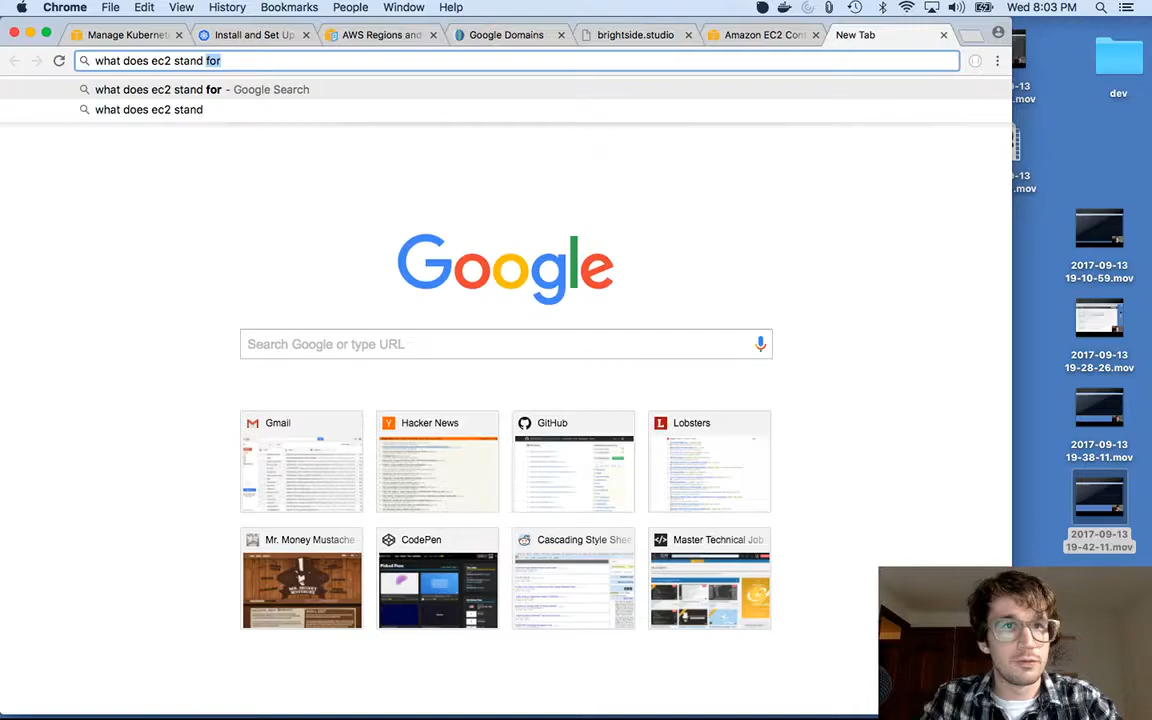 Chrome File Edit View History Bookmarks People Window Help
Wed 8:03 PM
Manage Kubernet
Install and Set Up
AWS Regions and
Google Domains
brightside.studio
Amazon EC2 Con
New Tab
what does ec2 stand for
what does ec2 stand for - Google Search
what does ec2 stand
Google
Search Google or type URL
Gmail
Hacker News
GitHub
Lobsters
Mr. Money Mustache
CodePen
Cascading Style Shee
Master Technical Job
dev
-13
.mov
-13
.mov
2017-09-13
19-10-59.mov
2017-09-13
19-28-26.mov
2017-09-13
19-38-11.mov
2017-09-13
19-42-11.mov